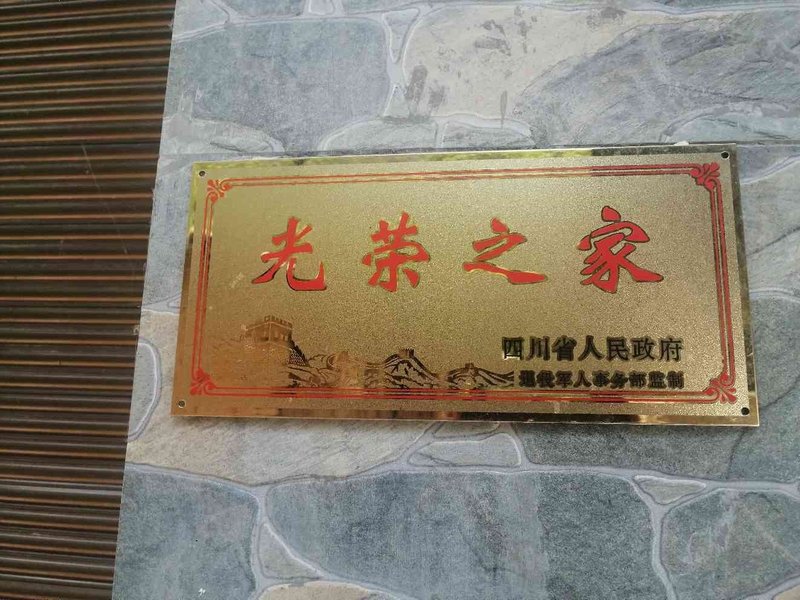 光荣之家
四川省人民政府
退役军人事务部监制